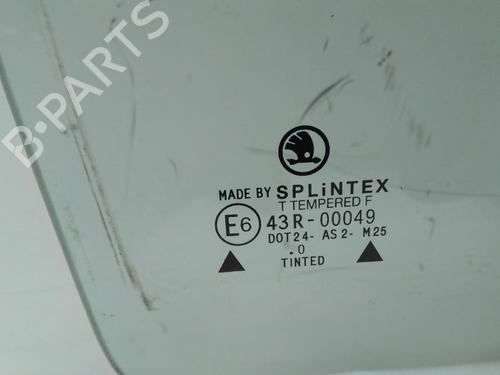 B-PARTS
MADE BY SPLiNTEX
T TEMPERED F
E6 43R-00049
DOT24- AS2- M25
.0
TINTED